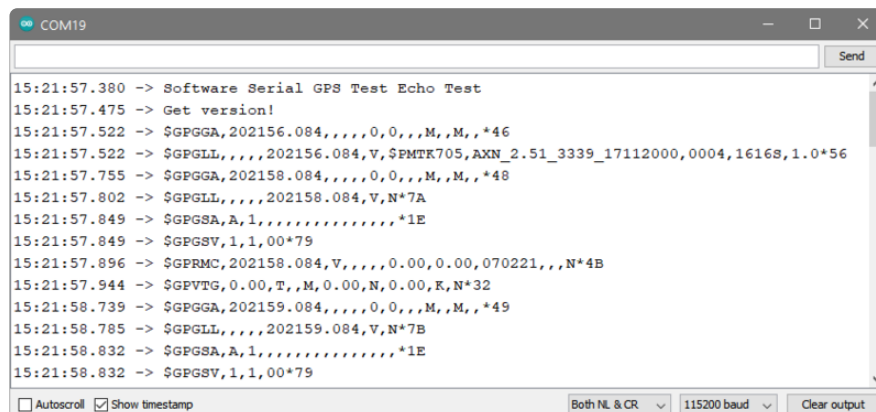 COM19
Send
15:21:57.380 -> Software Serial GPS Test Echo Test
15:21:57.475 -> Get version!
15:21:57.522 -> $GPGGA,202156.084,,,,,0,0,,,M,,M,,*46
15:21:57.522 -> $GPGLL,,,,,202156.084,V,$PMTK705,AXN_2.51_3339_17112000,0004,1616S,1.0*56
15:21:57.755 -> $GPGGA,202158.084,,,,,0,0,,,M,,M,,*48
15:21:57.802 -> $GPGLL,,,,,202158.084,V,N*7A
15:21:57.849 -> $GPGSA,A,1,,,,,,,,,,,,,,,*1E
15:21:57.849 -> $GPGSV,1,1,00*79
15:21:57.896 -> $GPRMC,202158.084,V,,,,,0.00,0.00,070221,,,N*4B
15:21:57.944 -> $GPVTG,0.00,T,,M,0.00,N,0.00,K,N*32
15:21:58.739 -> $GPGGA,202159.084,,,,,0,0,,,M,,M,,*49
15:21:58.785 -> $GPGLL,,,,,202159.084,V,N*7B
15:21:58.832 -> $GPGSA,A,1,,,,,,,,,,,,,,,*1E
15:21:58.832 -> $GPGSV,1,1,00*79
Autoscroll Show timestamp Both NL & CR 115200 baud Clear output